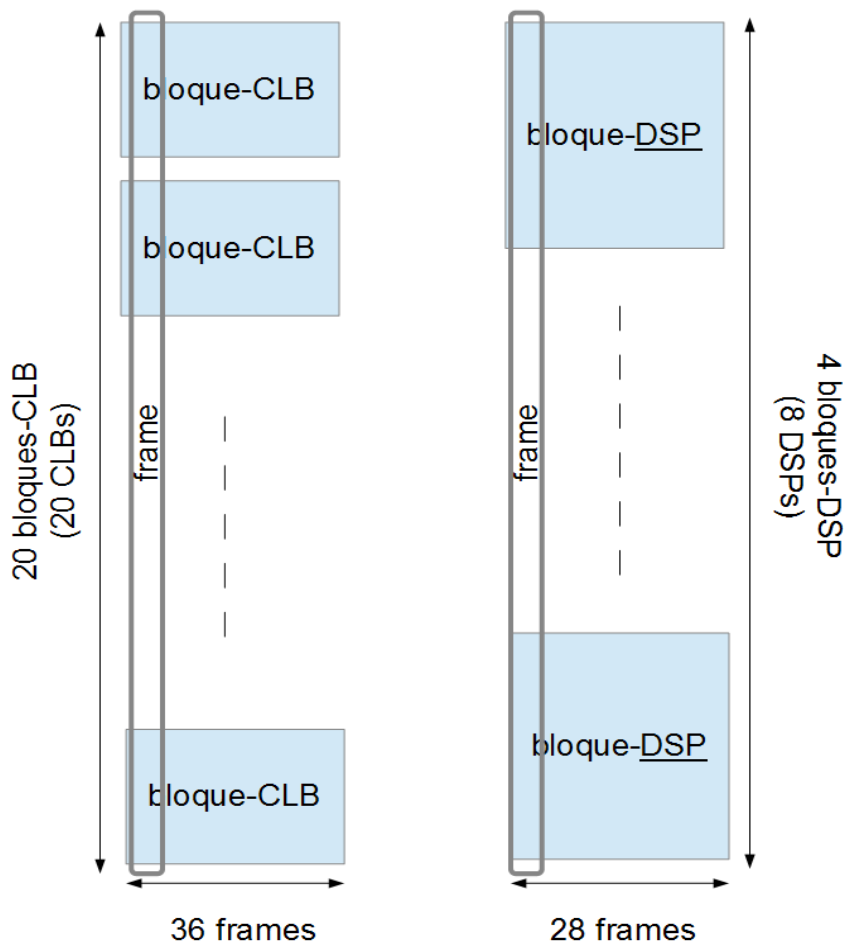 bloque-CLB
bloque-CLB
frame
20 bloques-CLB
(20 CLBs)
bloque-CLB
36 frames
bloque-DSP
frame
4 bloques-DSP
(8 DSPs)
bloque-DSP
28 frames